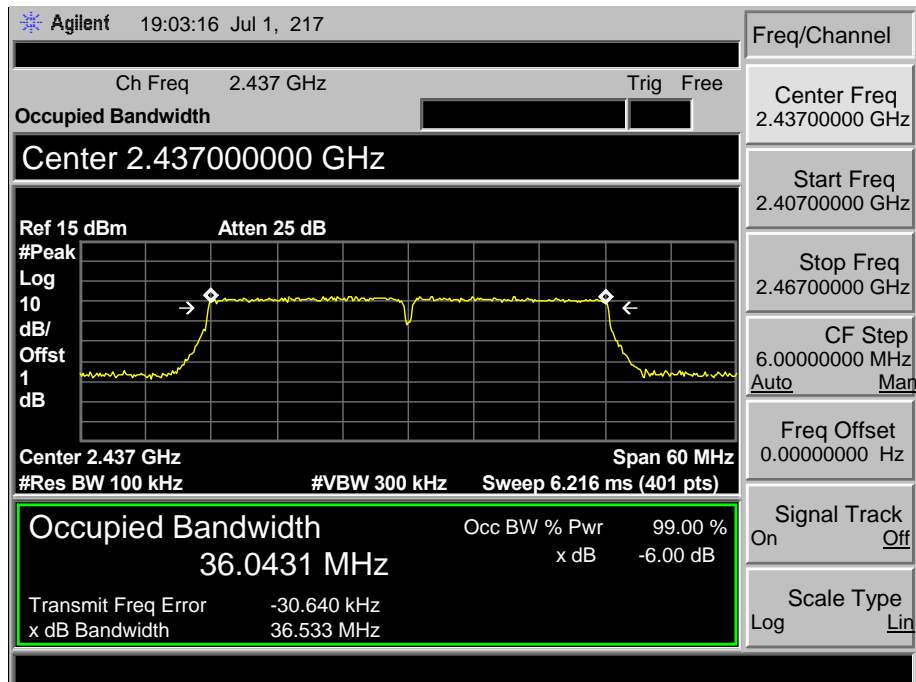 Agilent 19:03:16 Jul 1, 217
Freq/Channel
Ch Freq 2.437 GHz Trig Free
Occupied Bandwidth
Center 2.437000000 GHz
Ref 15 dBm Atten 25 dB
#Peak
Log
10
dB/
Offst
1
dB
Center 2.437 GHz Span 60 MHz
#Res BW 100 kHz #VBW 300 kHz Sweep 6.216 ms (401 pts)
Occupied Bandwidth Occ BW % Pwr 99.00 %
36.0431 MHz x dB -6.00 dB
Transmit Freq Error -30.640 kHz
x dB Bandwidth 36.533 MHz
Center Freq
2.43700000 GHz
Start Freq
2.40700000 GHz
Stop Freq
2.46700000 GHz
CF Step
6.00000000 MHz
Auto Man
Freq Offset
0.00000000 Hz
Signal Track
On Off
Scale Type
Log Lin